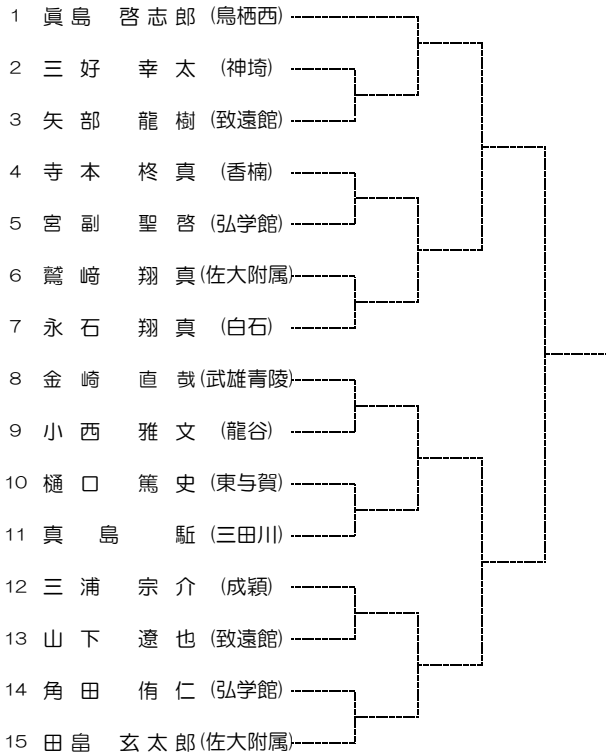 1 眞島 啓志郎 (鳥栖西)
2 三好 幸太 (神埼)
3 矢部 龍樹 (致遠館)
4 寺本 柊真 (香楠)
5 宮副 聖啓 (弘学館)
6 鷲﨑 翔真 (佐大附属)
7 永石 翔真 (白石)
8 金崎 直哉 (武雄青陵)
9 小西 雅文 (龍谷)
10 樋口 篤史 (東与賀)
11 真島 駈 (三田川)
12 三浦 宗介 (成穎)
13 山下 遼也 (致遠館)
14 角田 侑仁 (弘学館)
15 田畠 玄太郎 (佐大附属)